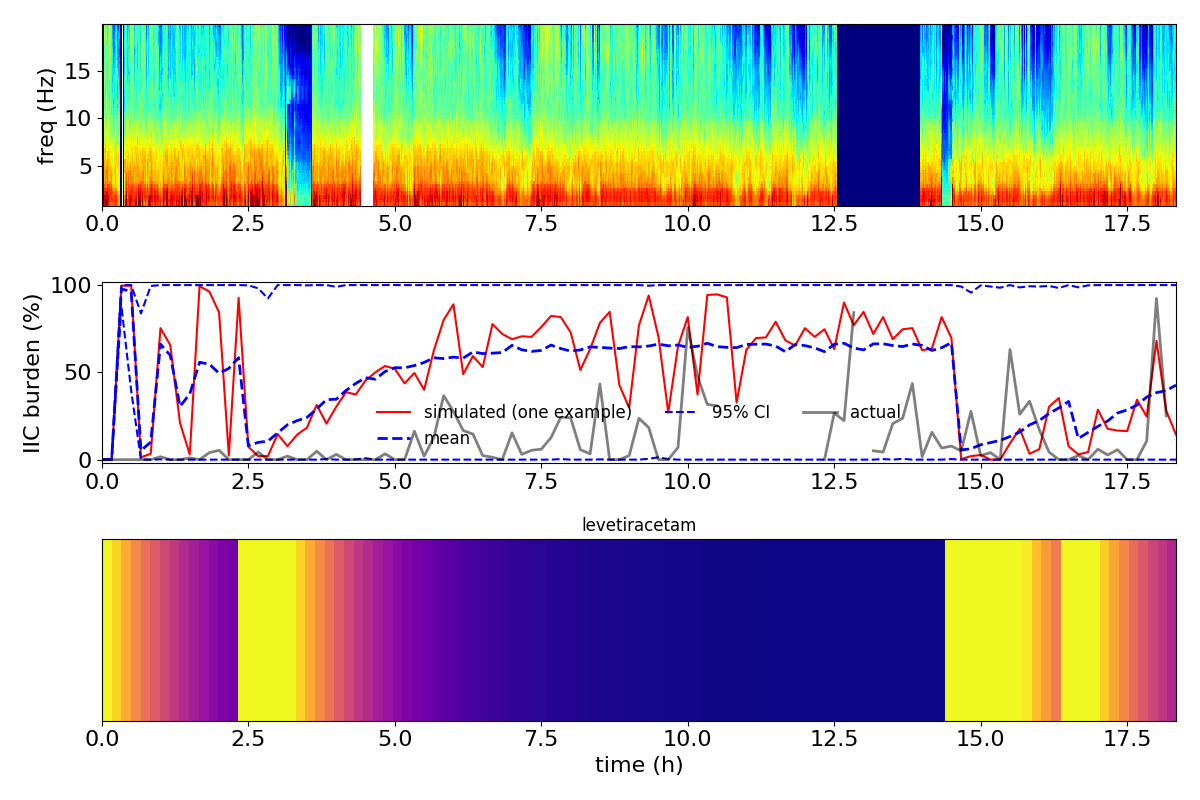 freq (Hz)
15
10
5
0.0 2.5 5.0 7.5 10.0 12.5 15.0 17.5
IIC burden (%)
100
50
0
simulated (one example) 95% CI actual
mean
0.0 2.5 5.0 7.5 10.0 12.5 15.0 17.5
levetiracetam
0.0 2.5 5.0 7.5 10.0 12.5 15.0 17.5
time (h)